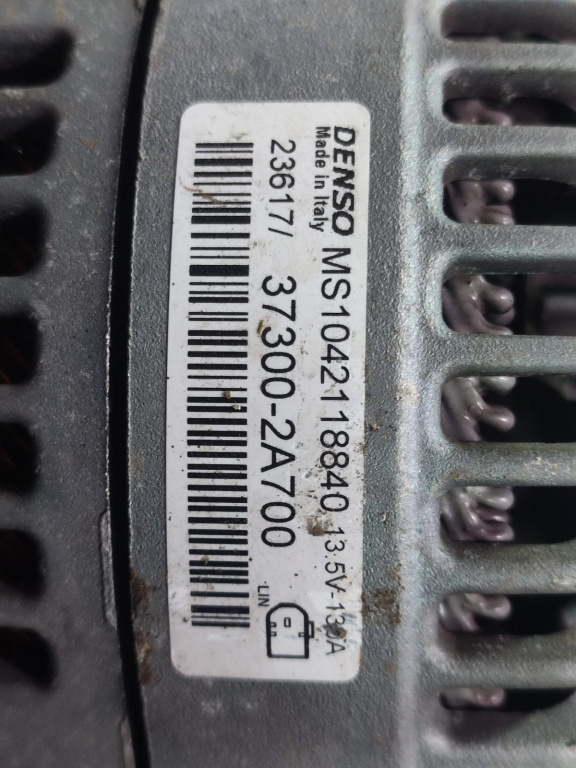 DENSO MS1042118840 13.5V-130A
Made in Italy
23617/ 37300-2A700
LIN